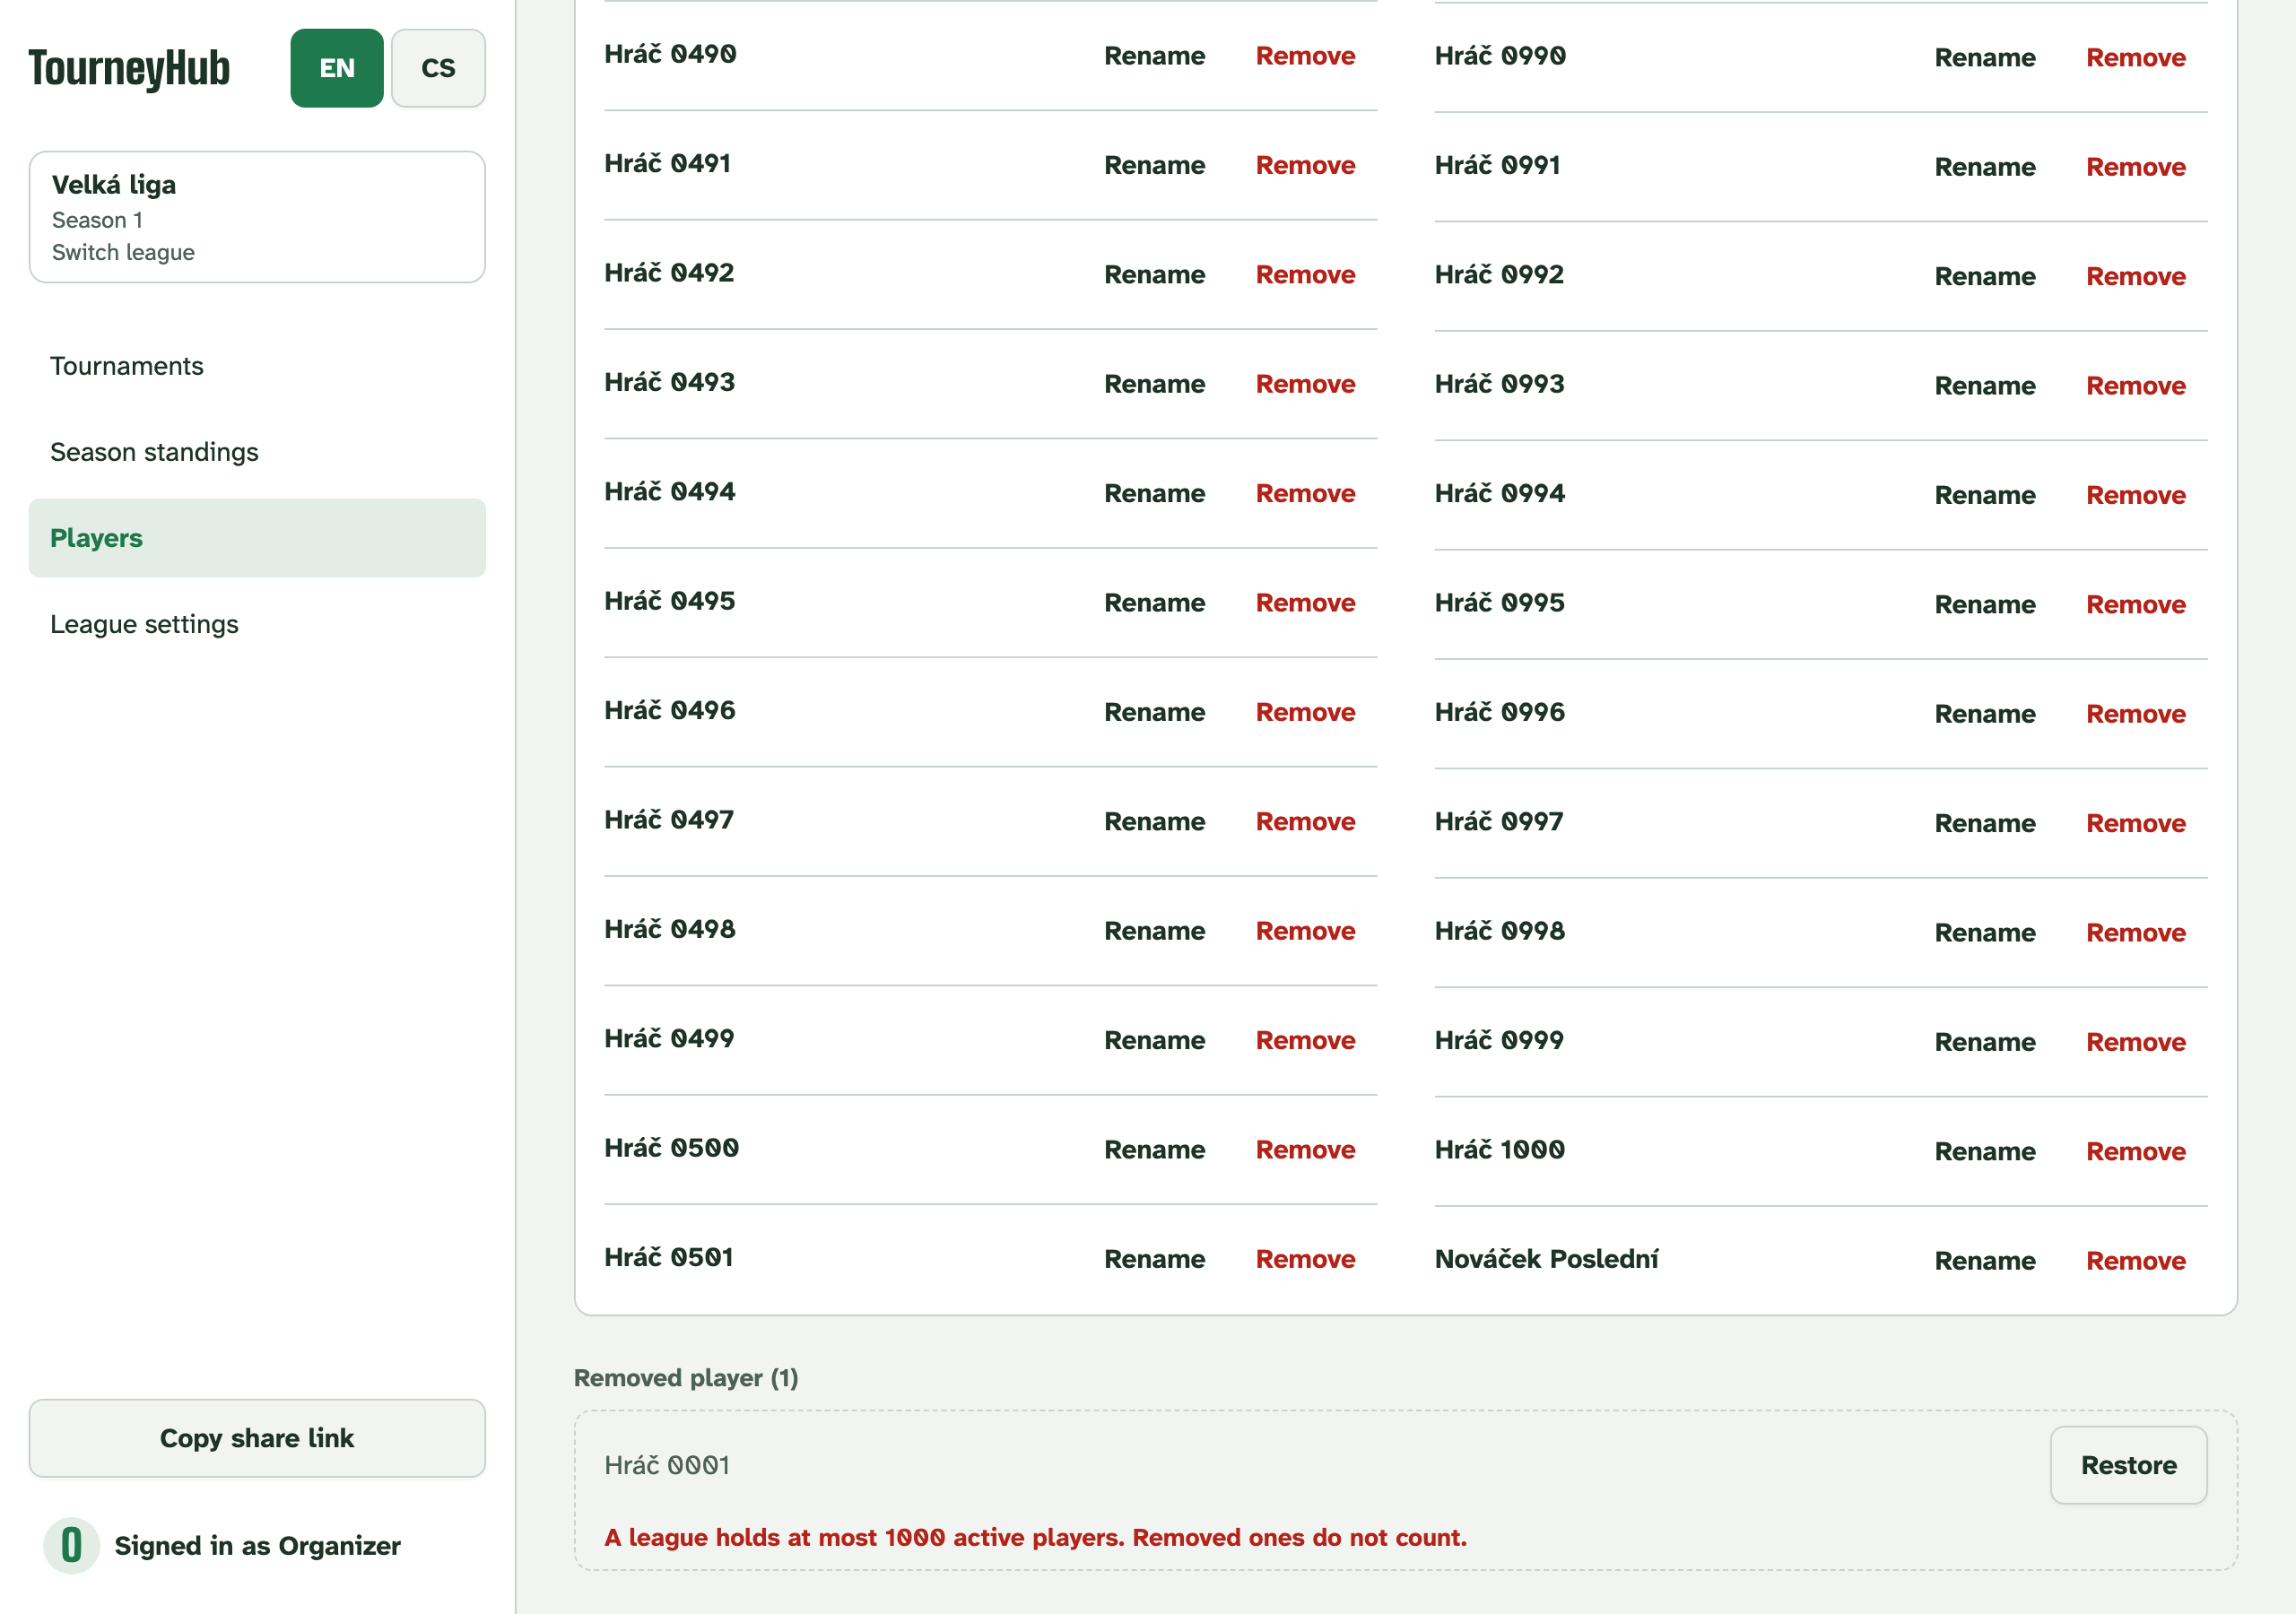 TourneyHub
EN
CS
Velká liga
Season 1
Switch league
Tournaments
Season standings
Players
League settings
Copy share link
O
Signed in as Organizer
Hráč 0490 Rename Remove
Hráč 0491 Rename Remove
Hráč 0492 Rename Remove
Hráč 0493 Rename Remove
Hráč 0494 Rename Remove
Hráč 0495 Rename Remove
Hráč 0496 Rename Remove
Hráč 0497 Rename Remove
Hráč 0498 Rename Remove
Hráč 0499 Rename Remove
Hráč 0500 Rename Remove
Hráč 0501 Rename Remove
Hráč 0990 Rename Remove
Hráč 0991 Rename Remove
Hráč 0992 Rename Remove
Hráč 0993 Rename Remove
Hráč 0994 Rename Remove
Hráč 0995 Rename Remove
Hráč 0996 Rename Remove
Hráč 0997 Rename Remove
Hráč 0998 Rename Remove
Hráč 0999 Rename Remove
Hráč 1000 Rename Remove
Nováček Poslední Rename Remove
Removed player (1)
Hráč 0001 Restore
A league holds at most 1000 active players. Removed ones do not count.